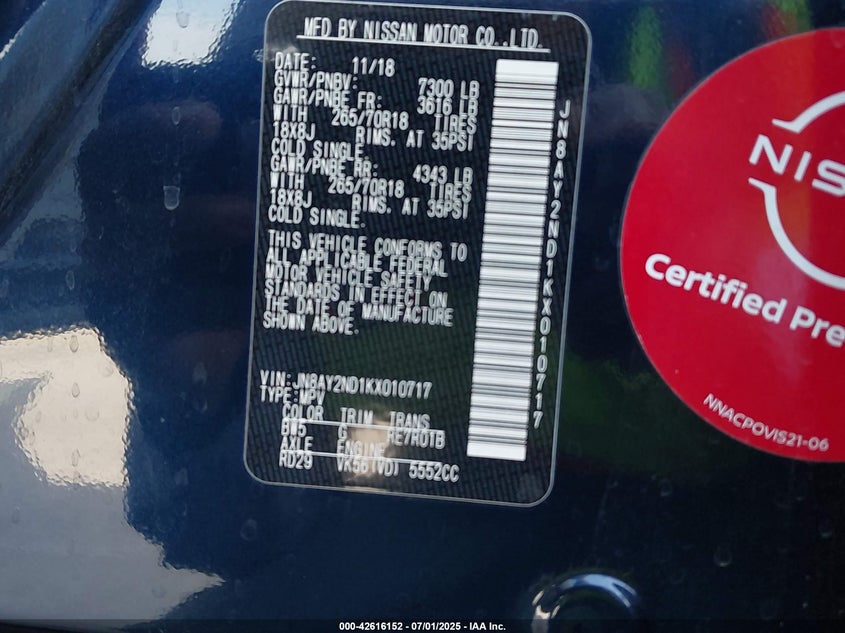 MFD BY NISSAN MOTOR CO.,LTD.
DATE: 11/18
GVWR/PNBV: 7300 LB
GAWR/PNBE FR: 3616 LB
WITH 265/70R18 TIRES
18X8J RIMS. AT 35PSI
COLD SINGLE.
GAWR/PNBE RR: 4343 LB
WITH 265/70R18 TIRES
18X8J RIMS. AT 35PSI
COLD SINGLE.
THIS VEHICLE CONFORMS TO
ALL APPLICABLE FEDERAL
MOTOR VEHICLE SAFETY
STANDARDS IN EFFECT ON
THE DATE OF MANUFACTURE
SHOWN ABOVE.
VIN:JN8AY2ND1KX010717
TYPE:MPV
COLOR TRIM TRANS
BW5 G RE7R01B
AXLE ENGINE
RD29 VK56(VD) 5552CC
JN8AY2ND1KX010717
NIS
Certified Pre
NNACPOVIS21-06
000-42616152 - 07/01/2025 - IAA Inc.